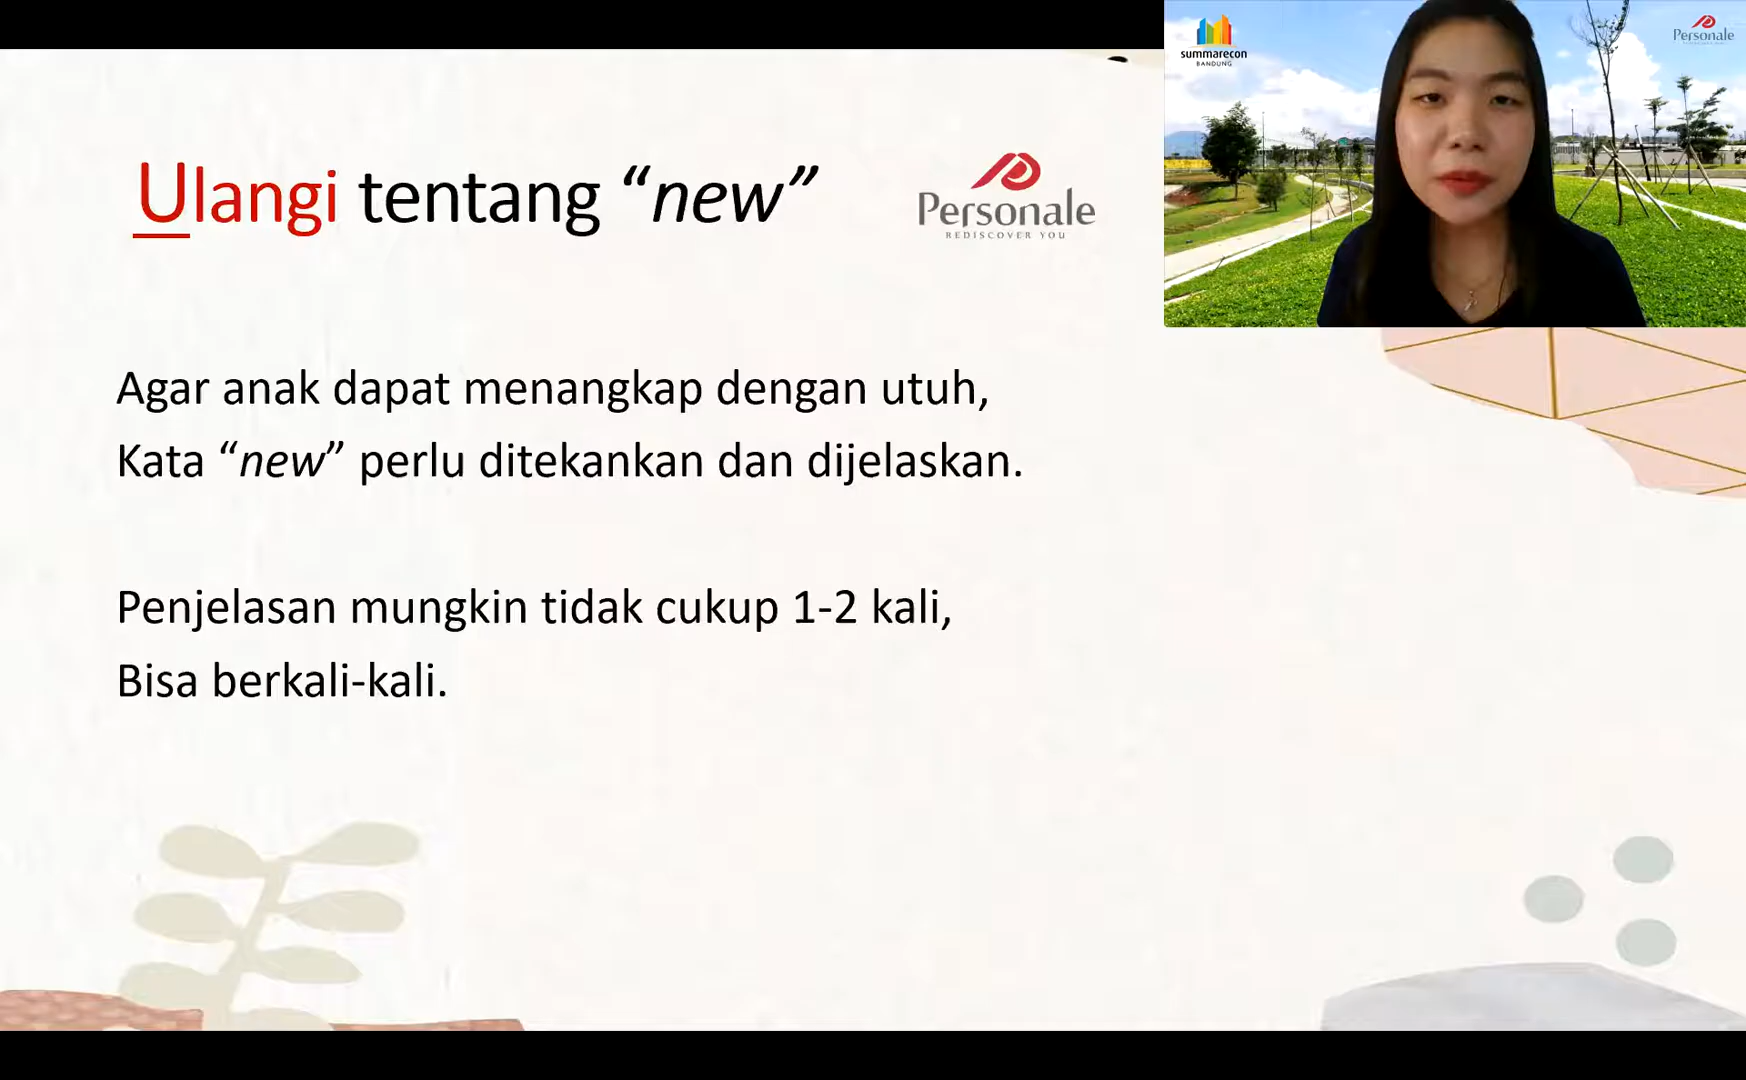 Ulangi tentang “new”
Personale
REDISCOVER YOU
summarecon
BANDUNG
Personale
Agar anak dapat menangkap dengan utuh,
Kata “new” perlu ditekankan dan dijelaskan.
Penjelasan mungkin tidak cukup 1-2 kali,
Bisa berkali-kali.